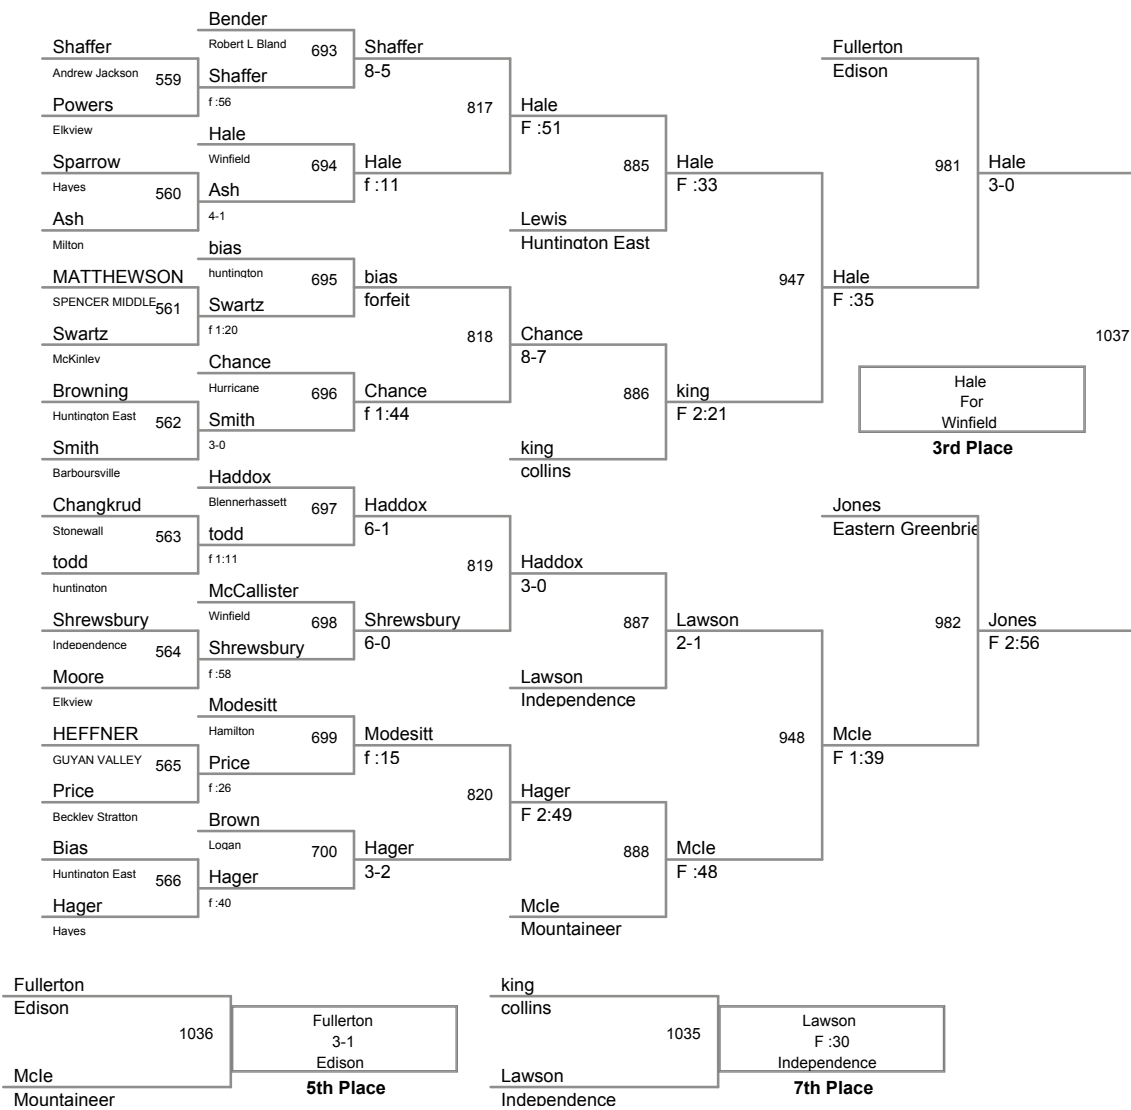 Bender
Shaffer
Robert L Bland
693
Shaffer
Fullerton
Andrew Jackson
559
Shaffer
8-5
Edison
Powers
f :56
817
Hale
Elkview
Hale
F :51
Sparrow
Winfield
694
Hale
885
Hale
981
Hale
Hayes
560
Ash
f :11
F :33
3-0
Ash
4-1
Lewis
Milton
bias
Huntington East
MATTHEWSON
huntington
695
bias
947
Hale
SPENCER MIDDLE
561
Swartz
forfeit
F :35
Swartz
f 1:20
818
Chance
1037
McKinley
Chance
8-7
Browning
Hurricane
696
Chance
886
king
Hale
For
Winfield
3rd Place
Huntington East
562
Smith
f 1:44
F 2:21
Smith
3-0
king
Barboursville
Haddox
collins
Changkrud
Blennerhassett
697
Haddox
Jones
Stonewall
563
todd
6-1
Eastern Greenbrie
todd
f 1:11
819
Haddox
huntington
McCallister
3-0
Shrewsbury
Winfield
698
Shrewsbury
887
Lawson
982
Jones
Independence
564
Shrewsbury
6-0
2-1
F 2:56
Moore
f :58
Lawson
Elkview
Modesitt
Independence
HEFFNER
Hamilton
699
Modesitt
948
McIe
GUYAN VALLEY
565
Price
f :15
F 1:39
Price
f :26
820
Hager
Beckley Stratton
Brown
F 2:49
Bias
Logan
700
Hager
888
McIe
Huntington East
566
Hager
3-2
F :48
Hager
f :40
McIe
Hayes
Mountaineer
Fullerton
Edison
1036
Fullerton
3-1
Edison
McIe
Mountaineer
5th Place
king
collins
1035
Lawson
F :30
Independence
Lawson
Independence
7th Place